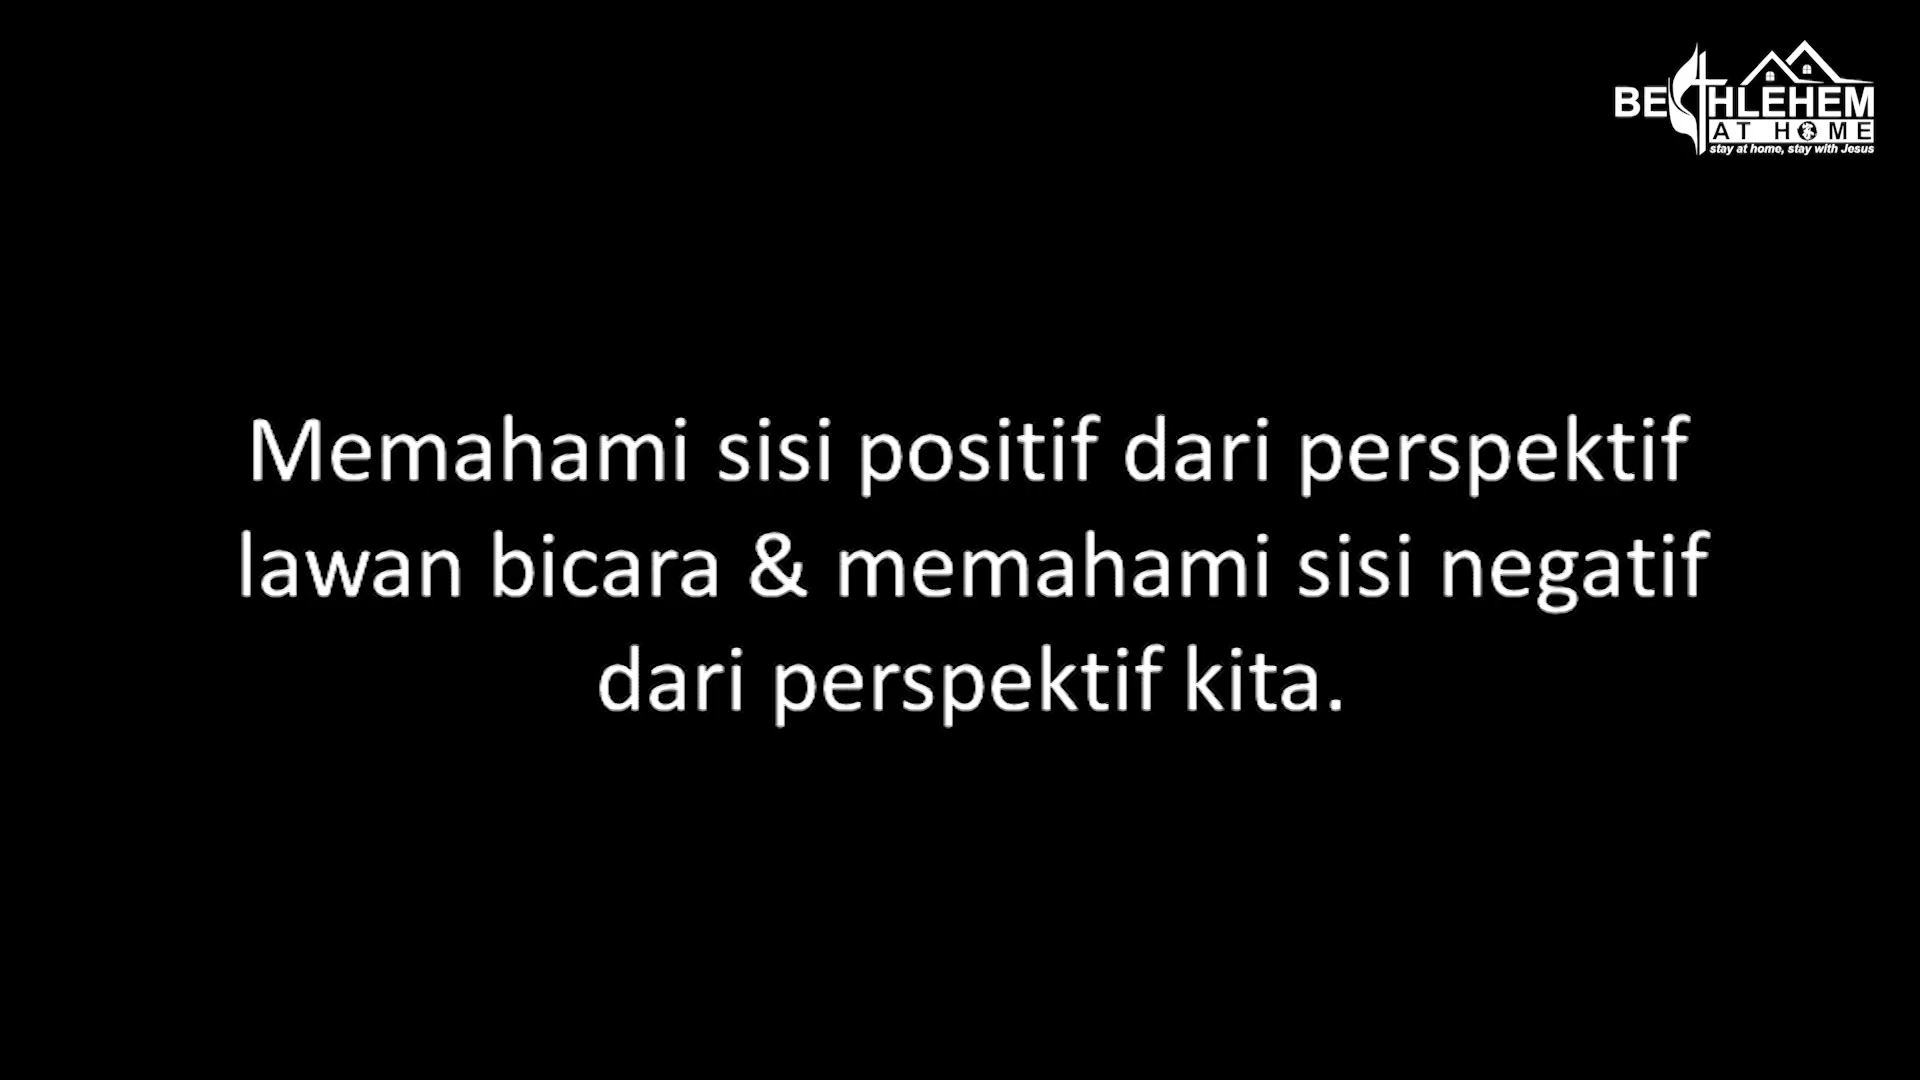 BETHLEHEM
AT HOME
stay at home, stay with Jesus
Memahami sisi positif dari perspektif
lawan bicara & memahami sisi negatif
dari perspektif kita.